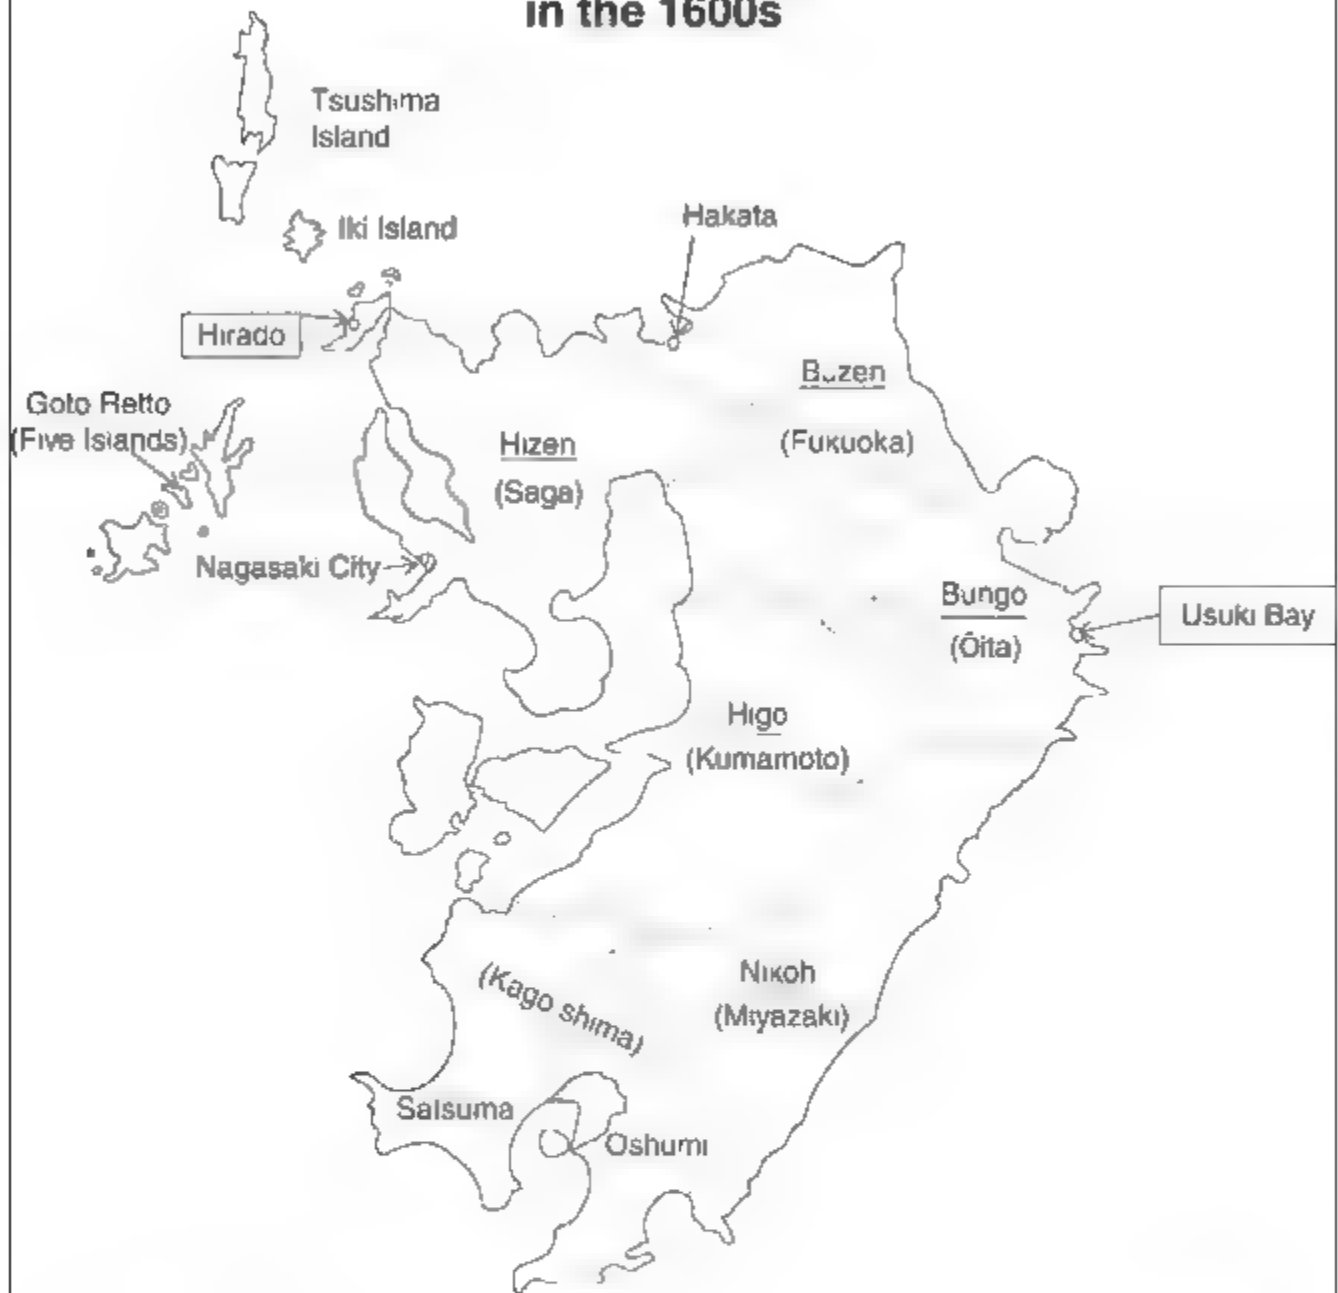 in the 1600s
Tsushima
Island
Iki Island
Hakata
Hirado
Goto Retto
(Five Islands)
Buzen
(Fukuoka)
Hizen
(Saga)
Nagasaki City
Bungo
(Ōita)
Usuki Bay
Higo
(Kumamoto)
(Kago shima)
Nikoh
(Miyazaki)
Satsuma
Oshumi